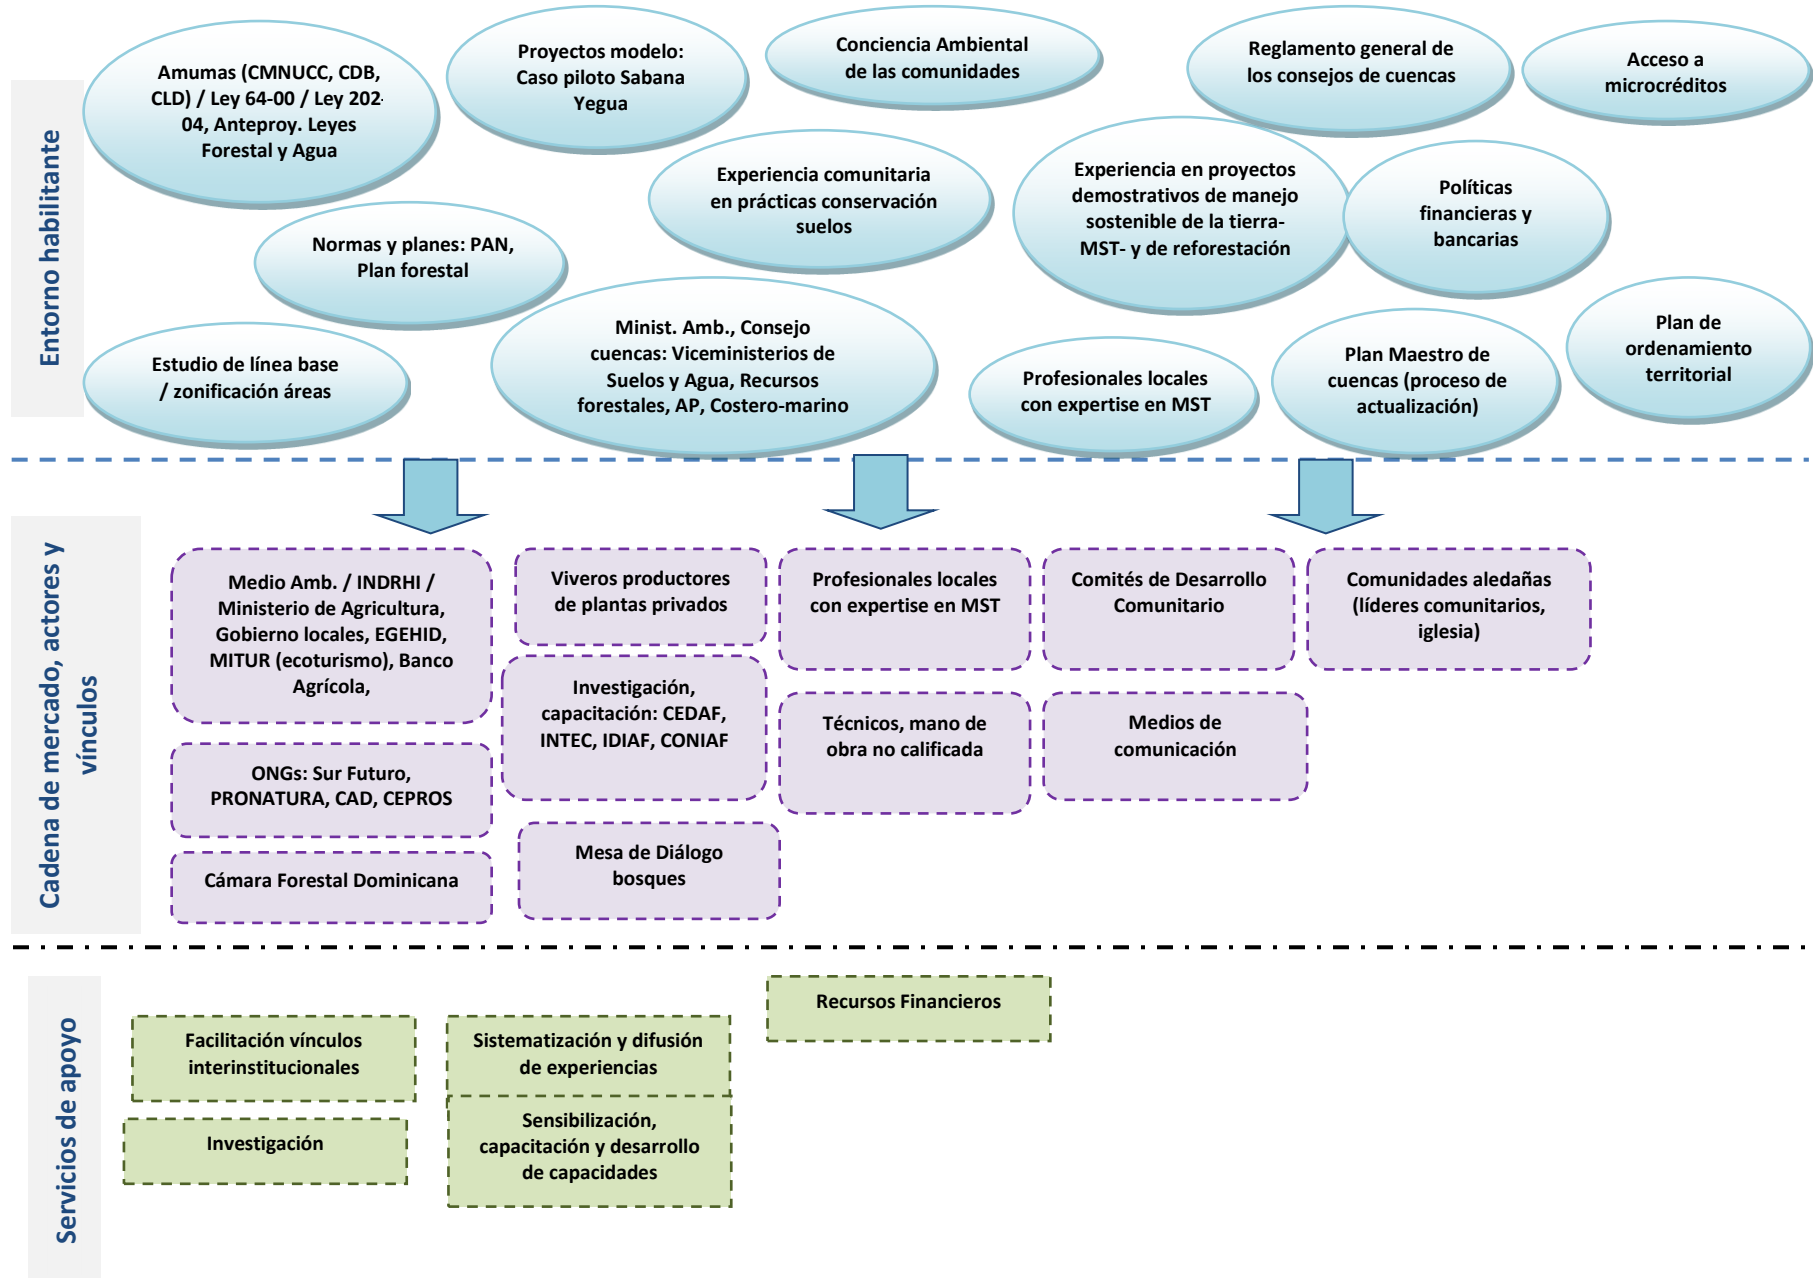 Entorno habilitante
Amumas (CMNUCC, CDB,
CLD) / Ley 64-00 / Ley 202-
04, Anteproy. Leyes
Forestal y Agua
Proyectos modelo:
Caso piloto Sabana
Yegua
Conciencia Ambiental
de las comunidades
Reglamento general de
los consejos de cuencas
Acceso a
microcréditos
Normas y planes: PAN,
Plan forestal
Experiencia comunitaria
en prácticas conservación
suelos
Experiencia en proyectos
demostrativos de manejo
sostenible de la tierra-
MST- y de reforestación
Políticas
financieras y
bancarias
Estudio de línea base
/ zonificación áreas
Minist. Amb., Consejo
cuencas: Viceministerios de
Suelos y Agua, Recursos
forestales, AP, Costero-marino
Profesionales locales
con expertise en MST
Plan Maestro de
cuencas (proceso de
actualización)
Plan de
ordenamiento
territorial
Cadena de mercado, actores y
vínculos
Medio Amb. / INDRHI /
Ministerio de Agricultura,
Gobierno locales, EGEHID,
MITUR (ecoturismo), Banco
Agrícola,
Viveros productores
de plantas privados
Profesionales locales
con expertise en MST
Comités de Desarrollo
Comunitario
Comunidades aledañas
(líderes comunitarios,
iglesia)
Investigación,
capacitación: CEDAF,
INTEC, IDIAF, CONIAF
Técnicos, mano de
obra no calificada
Medios de
comunicación
ONGs: Sur Futuro,
PRONATURA, CAD, CEPROS
Mesa de Diálogo
bosques
Cámara Forestal Dominicana
Servicios de apoyo
Recursos Financieros
Facilitación vínculos
interinstitucionales
Sistematización y difusión
de experiencias
Investigación
Sensibilización,
capacitación y desarrollo
de capacidades